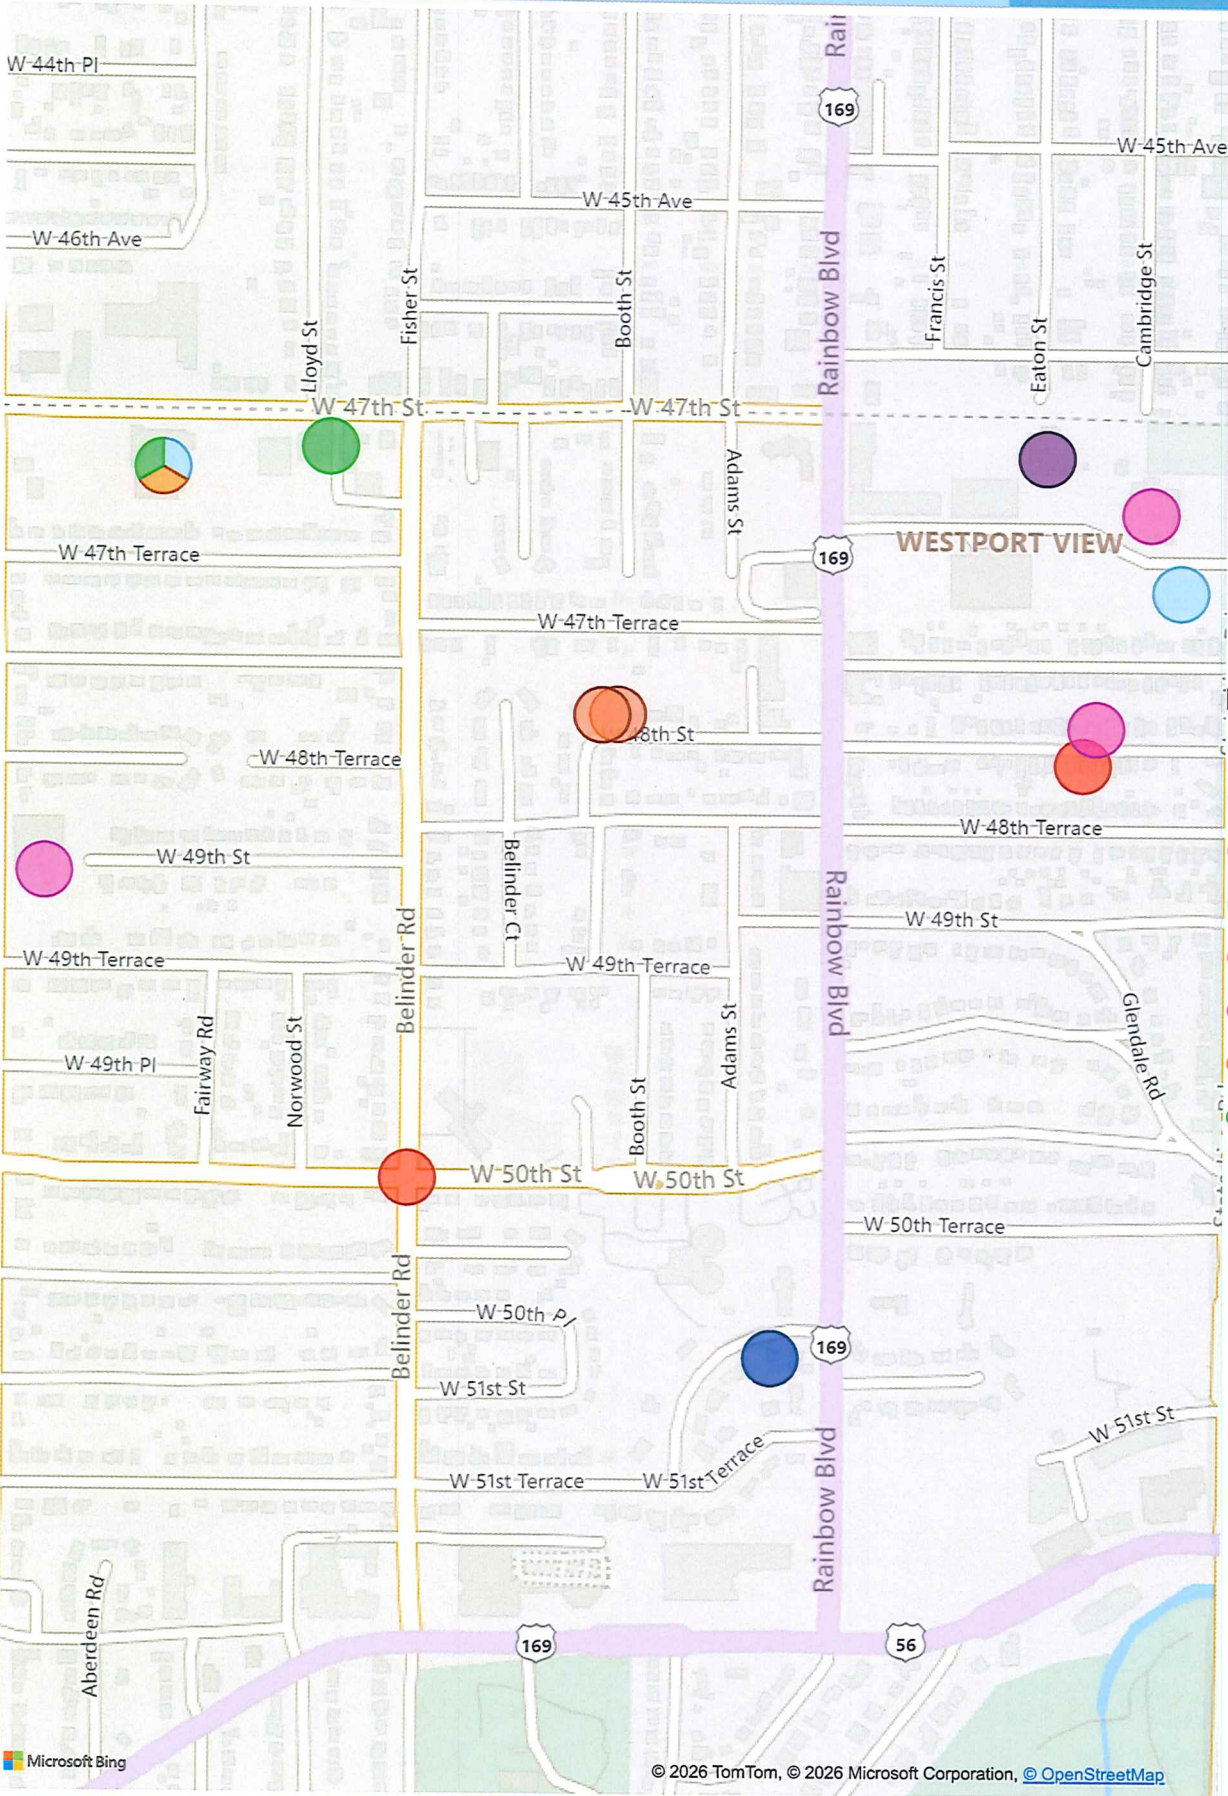 W 44th Pl
Rai
169
W 45th Ave
W 45th Ave
W 46th Ave
Lloyd St
Fisher St
Booth St
Rainbow Blvd
Francis St
Eaton St
Cambridge St
W 47th St
W 47th St
Adams St
WESTPORT VIEW
W 47th Terrace
169
W 47th Terrace
8th St
W 48th Terrace
W 48th Terrace
W 49th St
Belinder Ct
Rainbow Blvd
W 49th St
Belinder Rd
W 49th Terrace
W 49th Terrace
Fairway Rd
Norwood St
W 49th Pl
Booth St
Adams St
Glendale Rd
W 50th St
W 50th St
W 50th Terrace
Belinder Rd
W 50th Pl
169
W 51st St
W 51st St
W 51st Terrace
W 51st Terrace
Rainbow Blvd
Aberdeen Rd
169
56
Microsoft Bing
© 2026 TomTom, © 2026 Microsoft Corporation, © OpenStreetMap